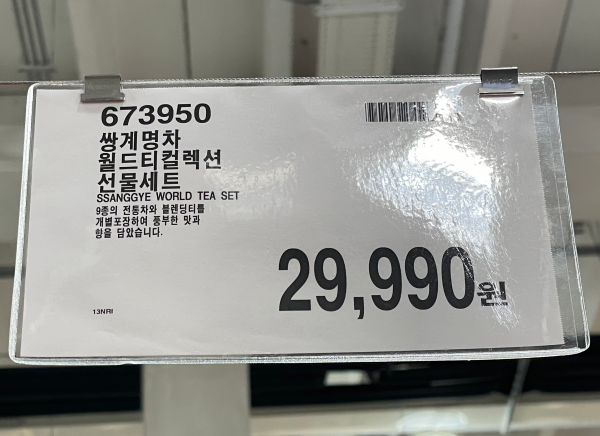 673950
쌍계명차
월드티컬렉션
선물세트
SSANGGYE WORLD TEA SET
9종의 전통차와 블렌딩티를
개별포장하여 풍부한 맛과
향을 담았습니다.
29,990원
13NRI